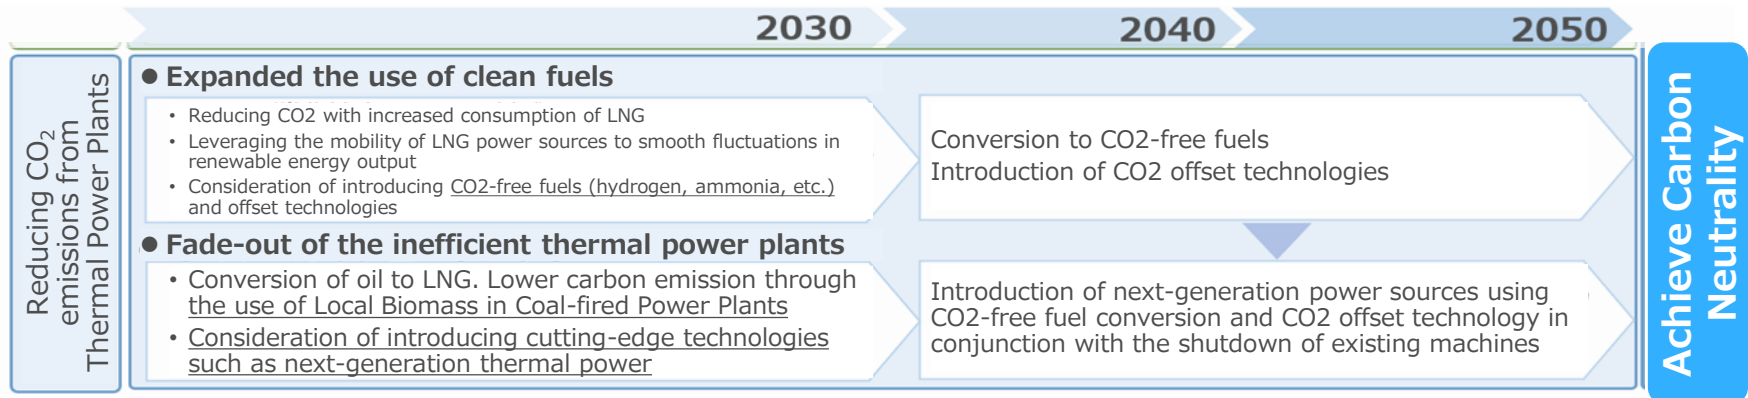 2030
2040
2050
Reducing CO2
emissions from
Thermal Power Plants
● Expanded the use of clean fuels
• Reducing CO2 with increased consumption of LNG
• Leveraging the mobility of LNG power sources to smooth fluctuations in
renewable energy output
• Consideration of introducing CO2-free fuels (hydrogen, ammonia, etc.)
and offset technologies
Conversion to CO2-free fuels
Introduction of CO2 offset technologies
● Fade-out of the inefficient thermal power plants
• Conversion of oil to LNG. Lower carbon emission through
the use of Local Biomass in Coal-fired Power Plants
• Consideration of introducing cutting-edge technologies
such as next-generation thermal power
Introduction of next-generation power sources using
CO2-free fuel conversion and CO2 offset technology in
conjunction with the shutdown of existing machines
Achieve Carbon
Neutrality